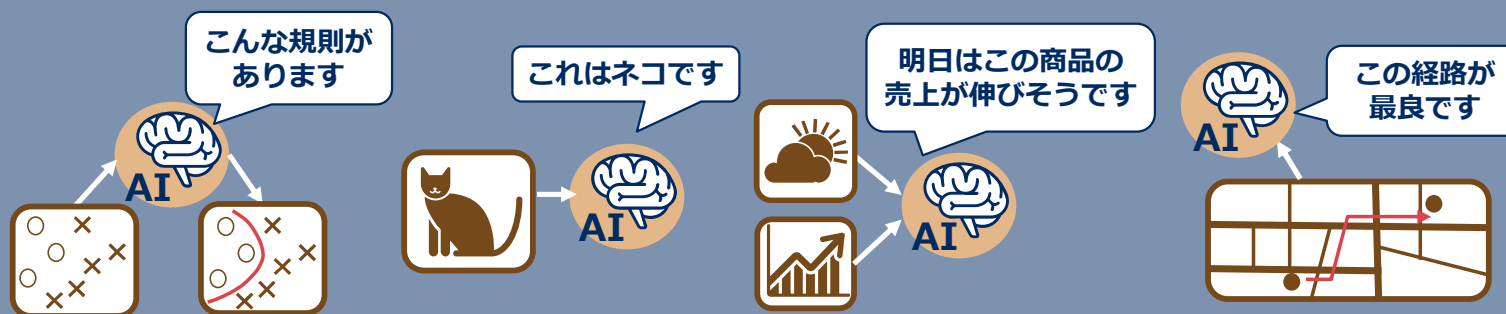 こんな規則が
あります
AI
これはネコです
AI
明日はこの商品の
売上が伸びそうです
AI
この経路が
最良です
AI